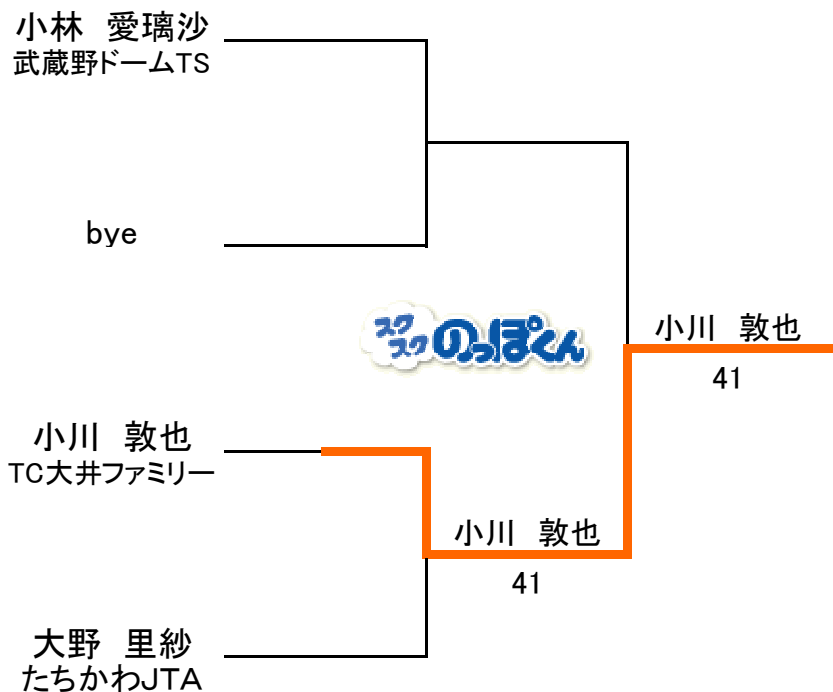 小林　愛璃沙
武蔵野ドームTS
bye
スク
スク のっぽくん
小川　敦也
41
小川　敦也
TC大井ファミリー
小川　敦也
41
大野　里紗
たちかわJTA